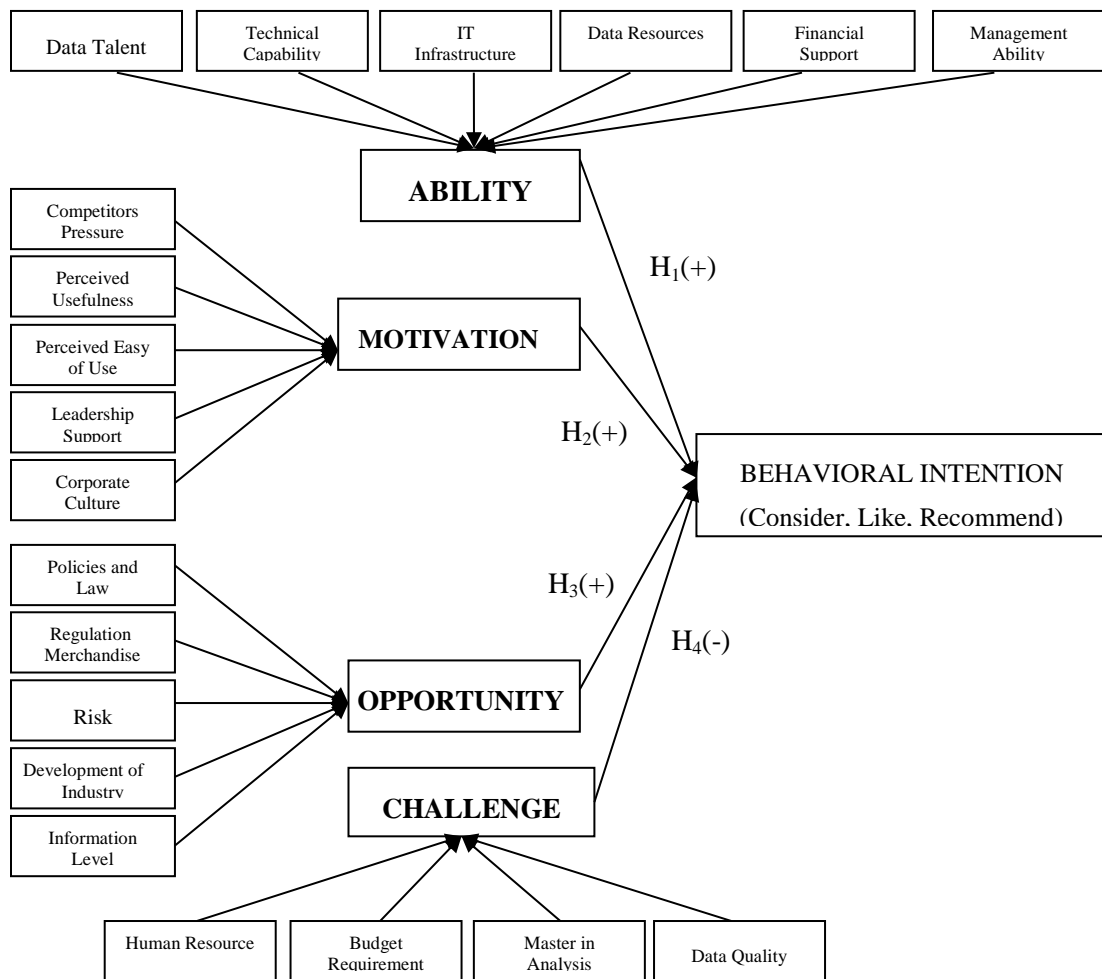 Data Talent
Technical
Capability
IT
Infrastructure
Data Resources
Financial
Support
Management
Ability
ABILITY
Competitors
Pressure
Perceived
Usefulness
Perceived Easy
of Use
Leadership
Support
Corporate
Culture
MOTIVATION
H₁(+)
H₂(+)
BEHAVIORAL INTENTION
(Consider, Like, Recommend)
Policies and
Law
Regulation
Merchandise
Risk
Development of
Industry
Information
Level
OPPORTUNITY
H₃(+)
H₄(-)
CHALLENGE
Human Resource
Budget
Requirement
Master in
Analysis
Data Quality